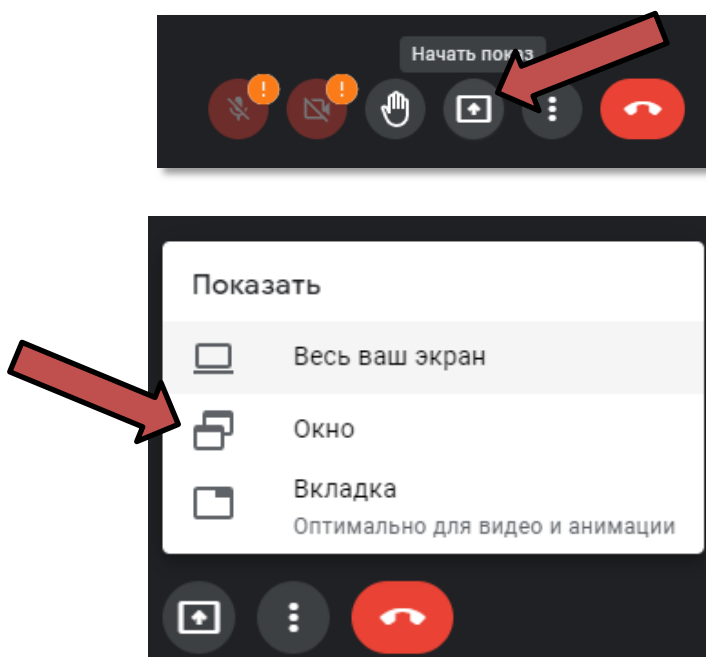 Начать показ
Показать
Весь ваш экран
Окно
Вкладка
Оптимально для видео и анимации